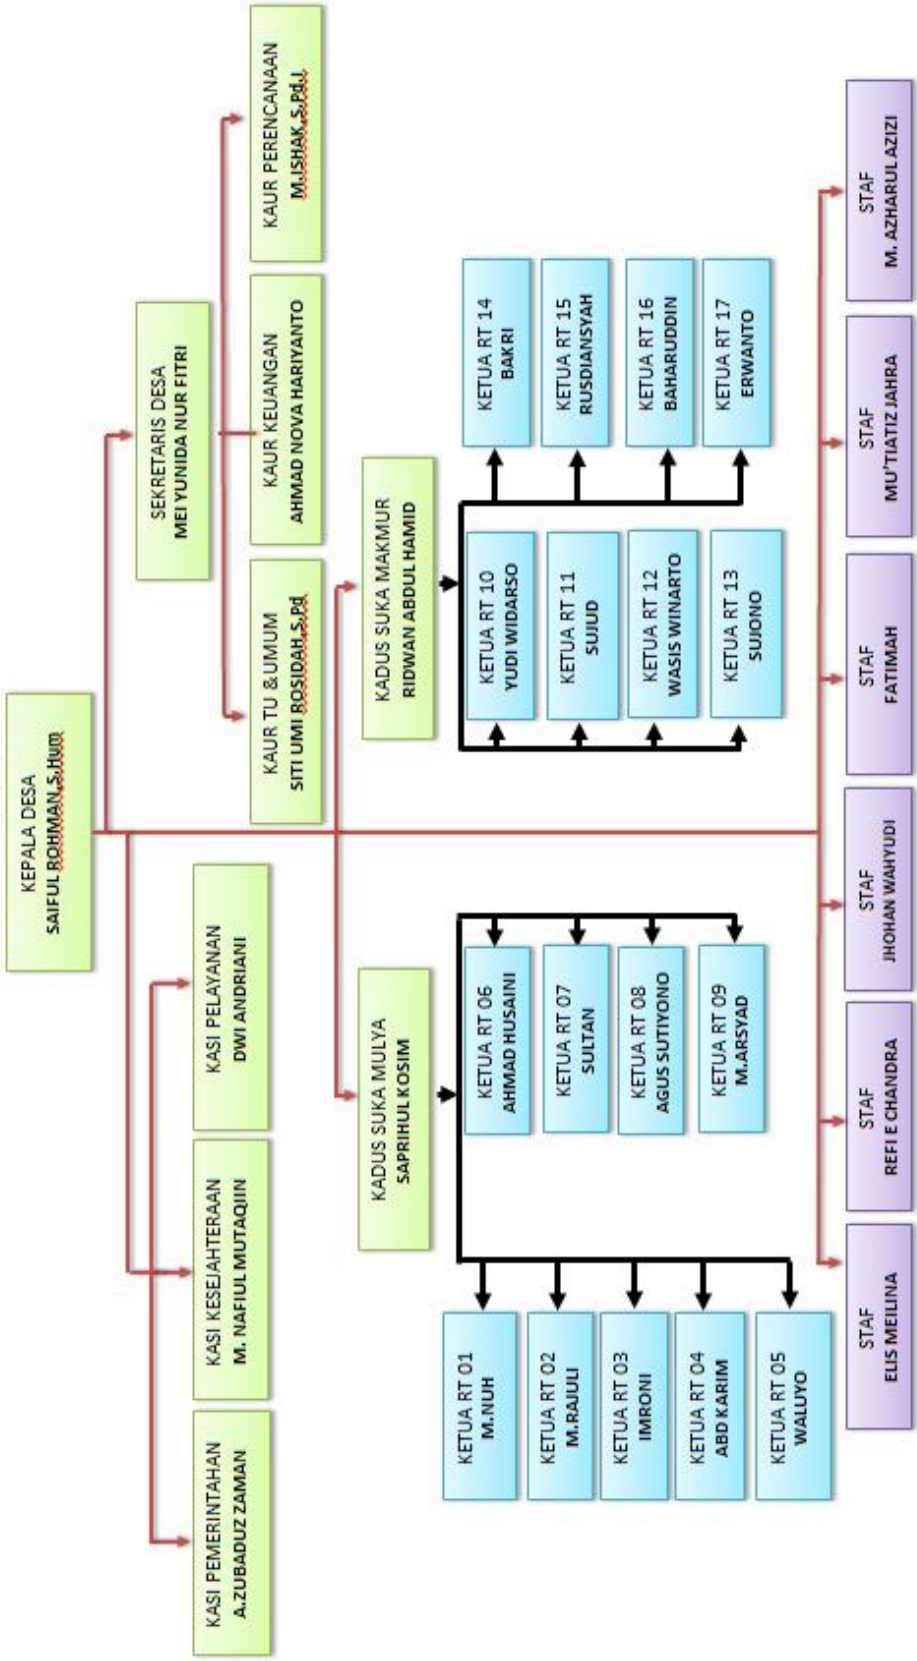 KEPALA DESA
SAIFUL ROHMAN,S.Hum
SEKRETARIS DESA
MEI YUNIDA NUR FITRI
KASI PEMERINTAHAN
A.ZUBADUZ ZAMAN
KASI KESEJAHTERAAN
M. NAFIUL MUTAQIIN
KASI PELAYANAN
DWI ANDRIANI
KAUR TU & UMUM
SITI UMI ROSIDAH,S.Pd
KAUR KEUANGAN
AHMAD NOVA HARIYANTO
KAUR PERENCANAAN
M.ISHAK,S.Pd.I
KADUS SUKA MULYA
SAPRIHUL KOSIM
KADUS SUKA MAKMUR
RIDWAN ABDUL HAMID
KETUA RT 01
M.NUH
KETUA RT 02
M.RAJULI
KETUA RT 03
IMRONI
KETUA RT 04
ABD KARIM
KETUA RT 05
WALUYO
KETUA RT 06
AHMAD HUSAINI
KETUA RT 07
SULTAN
KETUA RT 08
AGUS SUTIYONO
KETUA RT 09
M.ARSYAD
KETUA RT 10
YUDI WIDARSO
KETUA RT 11
SUJUD
KETUA RT 12
WASIS WINARTO
KETUA RT 13
SUJONO
KETUA RT 14
BAKRI
KETUA RT 15
RUSDIANSYAH
KETUA RT 16
BAHARUDDIN
KETUA RT 17
ERWANTO
STAF
ELIS MEILINA
STAF
REFI E CHANDRA
STAF
JHOHAN WAHYUDI
STAF
FATIMAH
STAF
MU'TIATIZ JAHRA
STAF
M. AZHARUL AZIZI